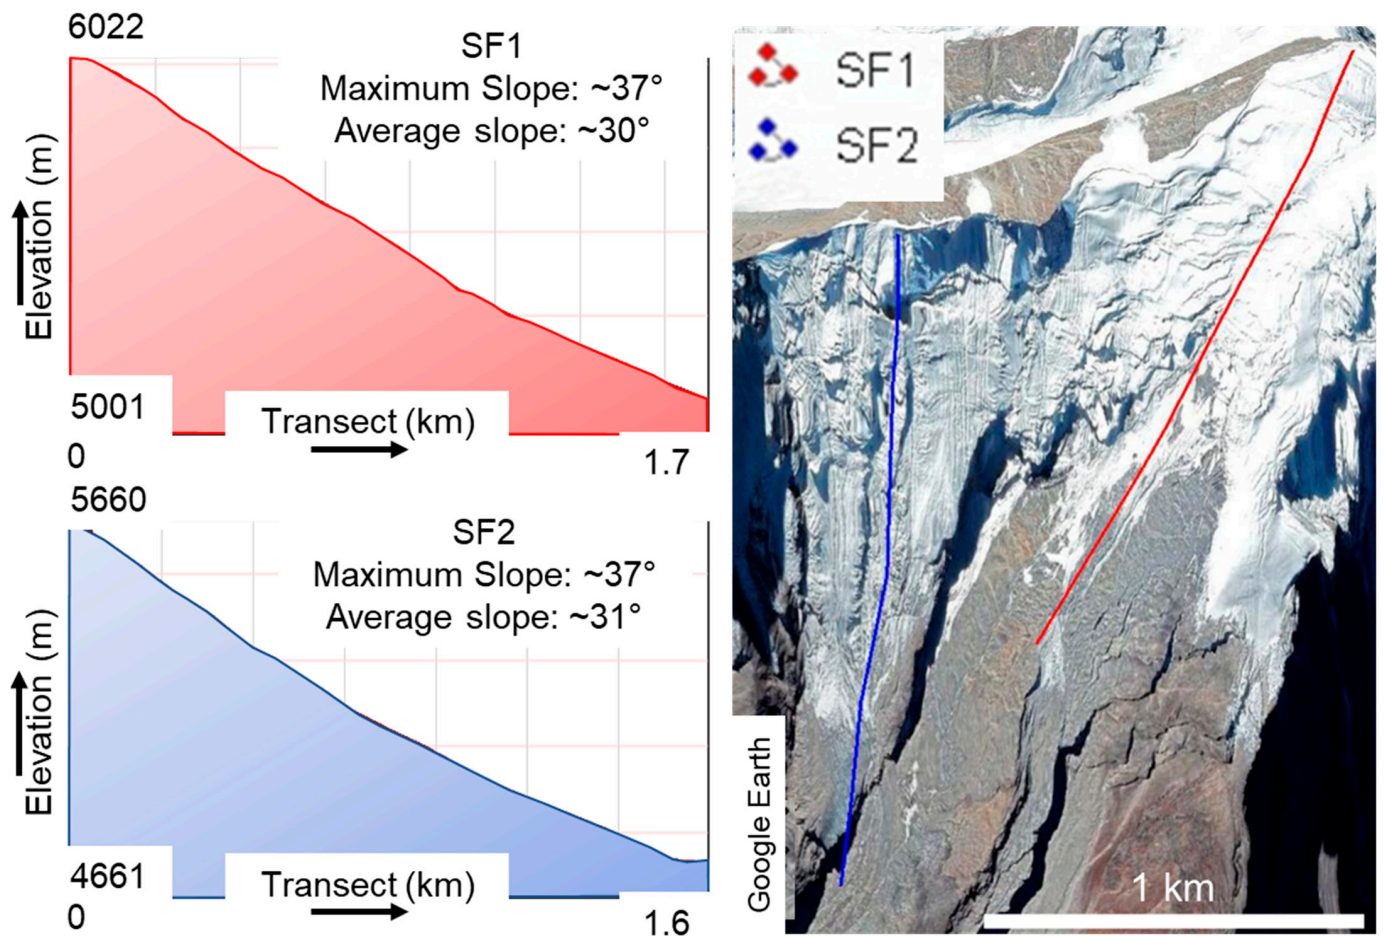 6022
SF1
Maximum Slope: ~37°
Average slope: ~30°
Elevation (m)
5001
Transect (km)
0
1.7
5660
SF2
Maximum Slope: ~37°
Average slope: ~31°
Elevation (m)
4661
Transect (km)
0
1.6
SF1
SF2
Google Earth
1 km